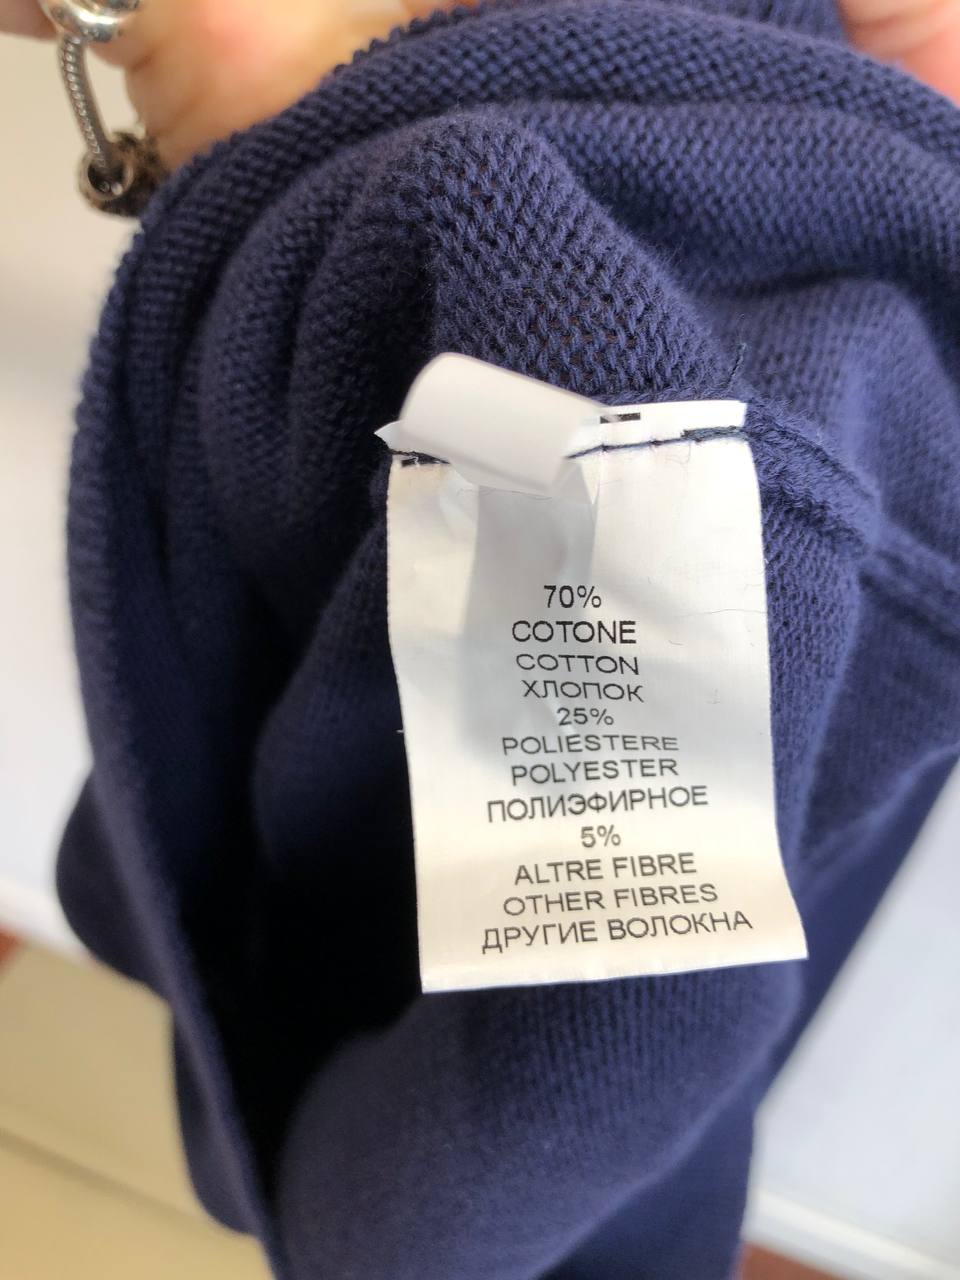 70%
COTONE
COTTON
ХЛОПОК
25%
POLIESTERE
POLYESTER
ПОЛИЭФИРНОЕ
5%
ALTRE FIBRE
OTHER FIBRES
ДРУГИЕ ВОЛОКНА